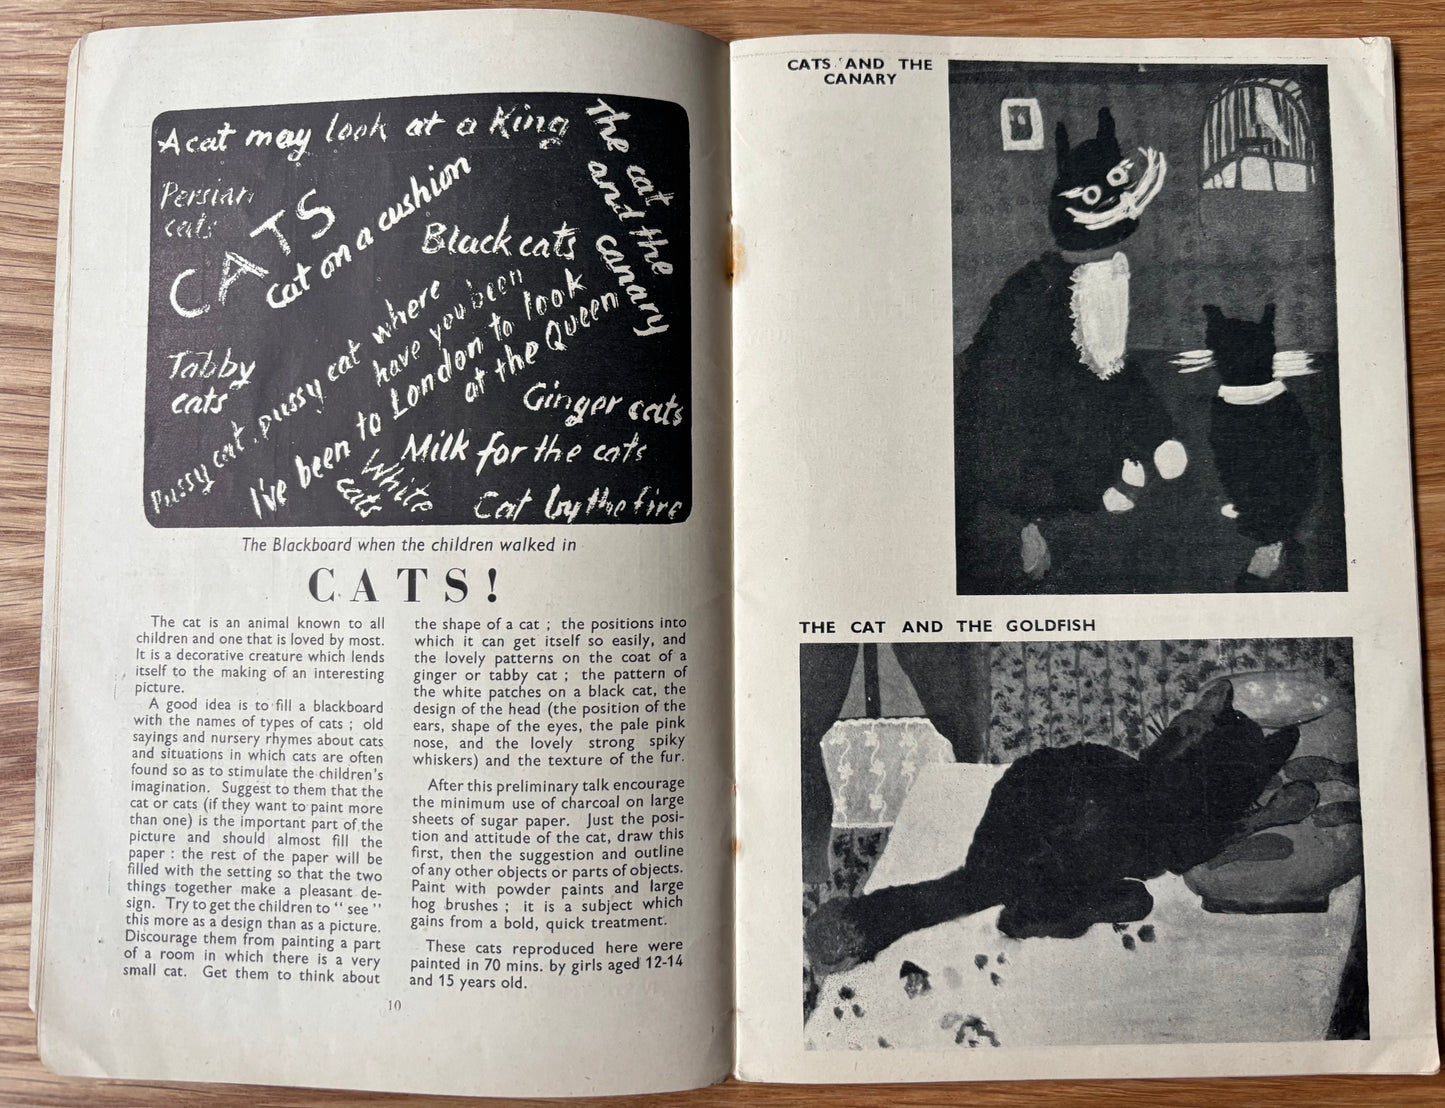 A cat may look at a King
The cat
and the
canary
Persian
cats
CATS
Cat on a cushion
Black cats
Tabby
cats
Pussy cat, pussy cat where
have you been
I've been to London to look
at the Queen
Ginger cats
Milk for the cats
White
cats
Cat by the fire
The Blackboard when the children walked in
CATS!
The cat is an animal known to all
children and one that is loved by most.
It is a decorative creature which lends
itself to the making of an interesting
picture.
A good idea is to fill a blackboard
with the names of types of cats ; old
sayings and nursery rhymes about cats
and situations in which cats are often
found so as to stimulate the children's
imagination. Suggest to them that the
cat or cats (if they want to paint more
than one) is the important part of the
picture and should almost fill the
paper : the rest of the paper will be
filled with the setting so that the two
things together make a pleasant de-
sign. Try to get the children to " see "
this more as a design than as a picture.
Discourage them from painting a part
of a room in which there is a very
small cat. Get them to think about
the shape of a cat ; the positions into
which it can get itself so easily, and
the lovely patterns on the coat of a
ginger or tabby cat ; the pattern of
the white patches on a black cat, the
design of the head (the position of the
ears, shape of the eyes, the pale pink
nose, and the lovely strong spiky
whiskers) and the texture of the fur.
After this preliminary talk encourage
the minimum use of charcoal on large
sheets of sugar paper. Just the posi-
tion and attitude of the cat, draw this
first, then the suggestion and outline
of any other objects or parts of objects.
Paint with powder paints and large
hog brushes ; it is a subject which
gains from a bold, quick treatment.
These cats reproduced here were
painted in 70 mins. by girls aged 12-14
and 15 years old.
10
CATS AND THE
CANARY
THE CAT AND THE GOLDFISH